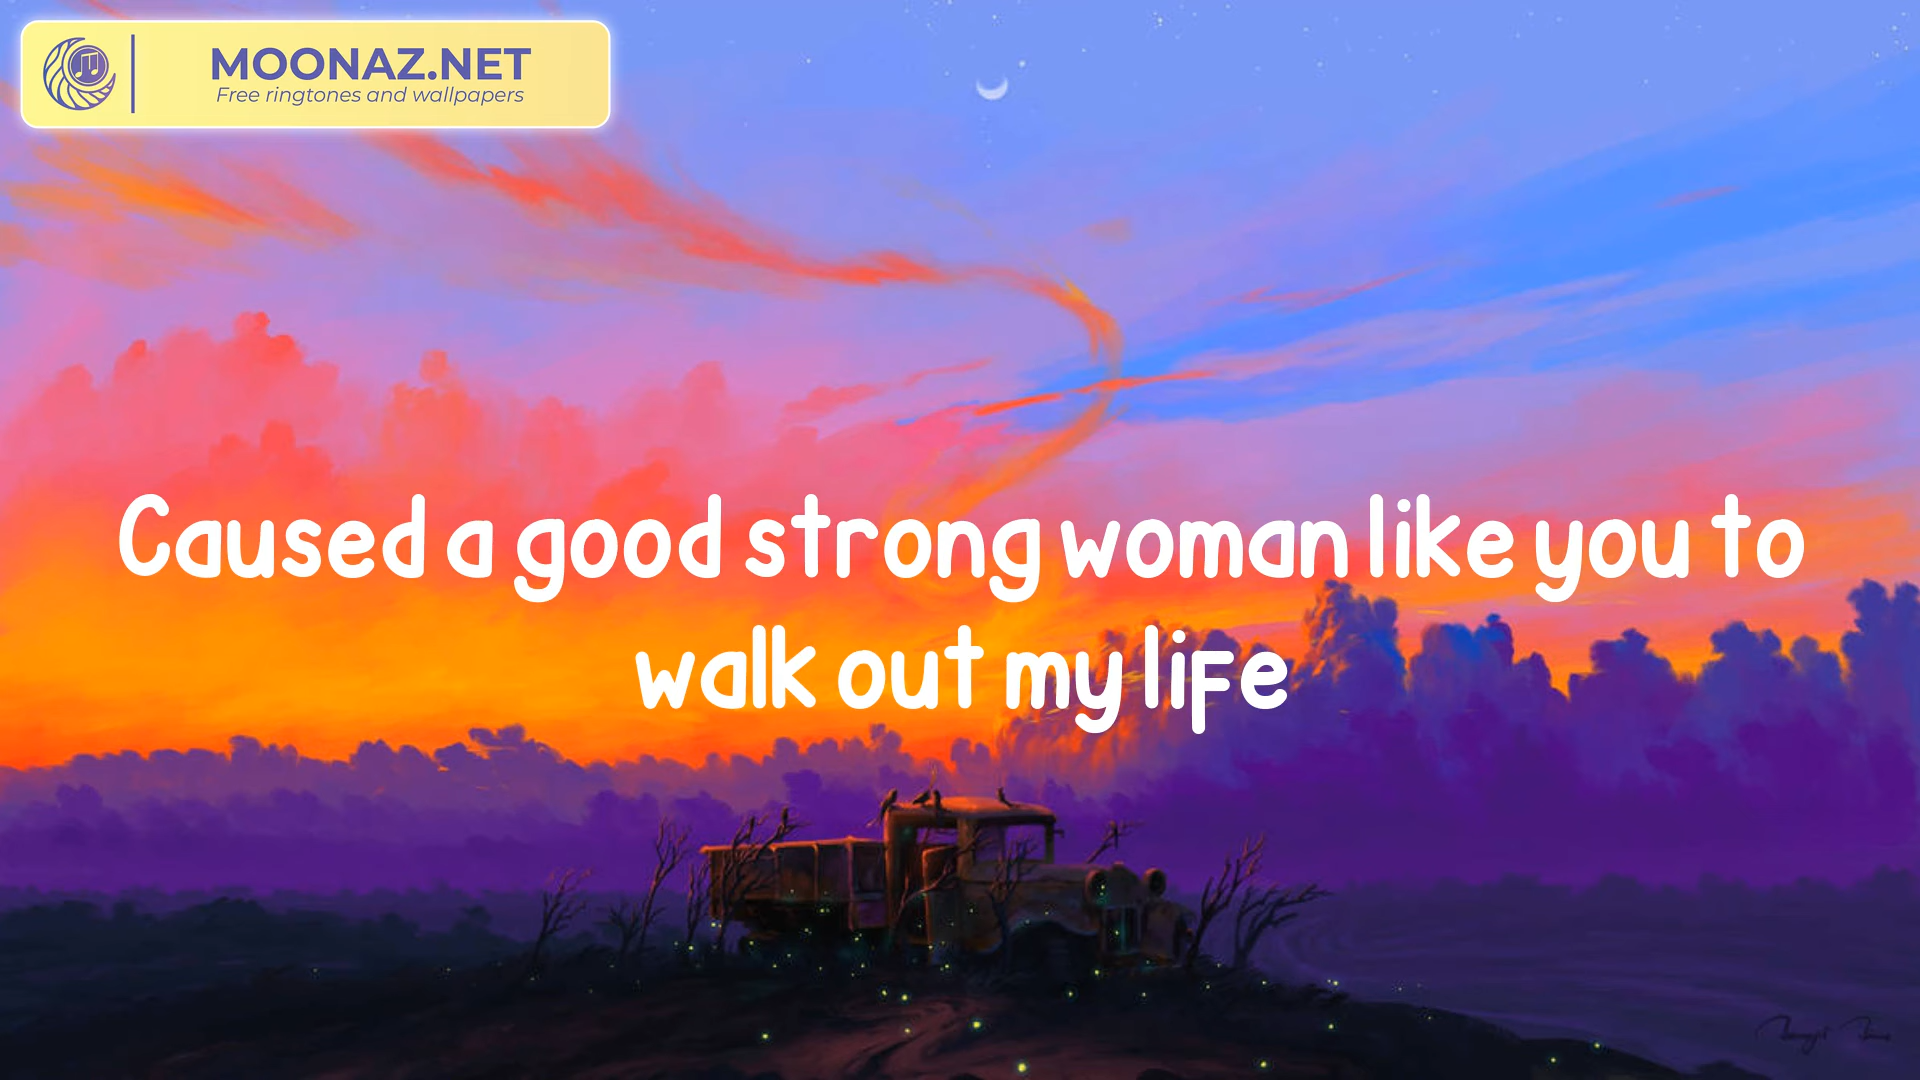 MOONAZ.NET
Free ringtones and wallpapers
Caused a good strong woman like you to
walk out my life